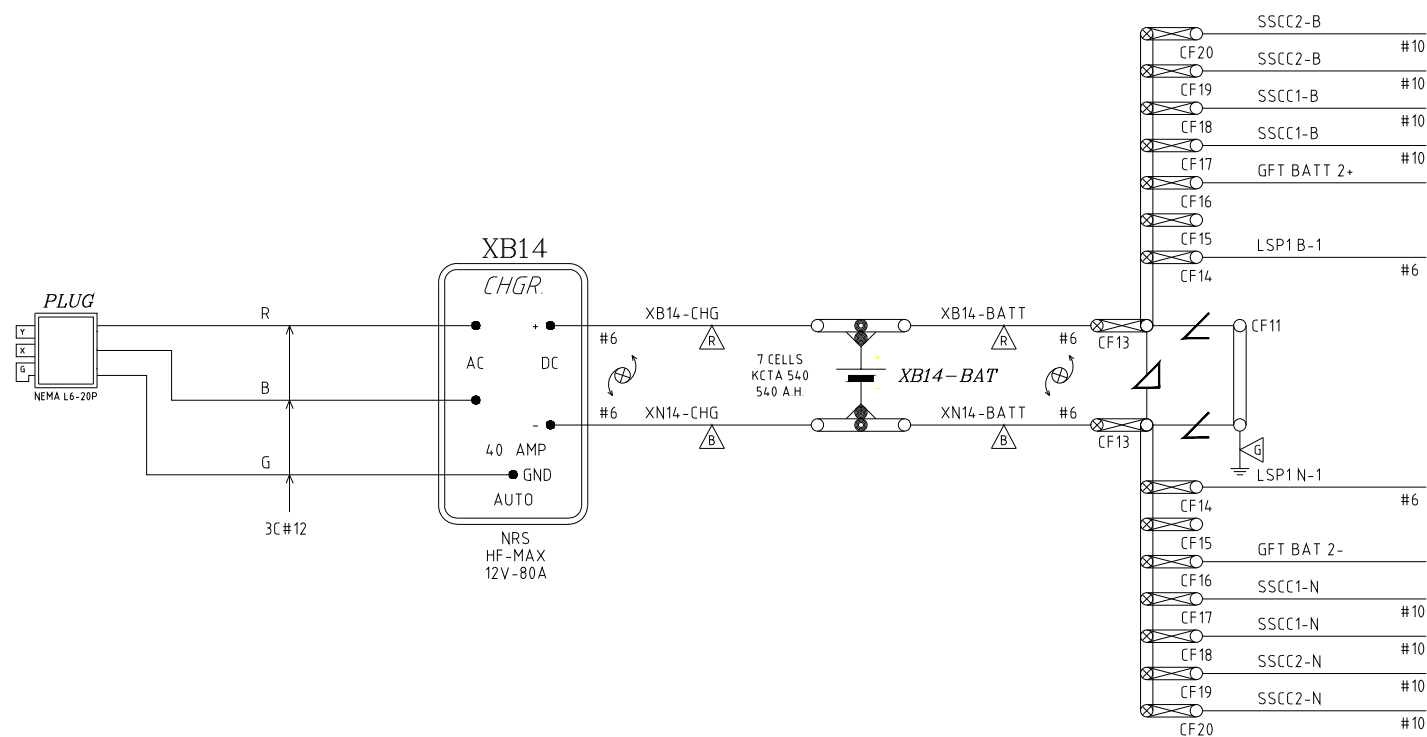 PLUG
Y
X
G
NEMA L6-20P
R
B
G
3C#12
XB14
CHGR.
+
AC
DC
-
40 AMP
GND
AUTO
NRS
HF-MAX
12V-80A
XB14-CHG
#6
R
#6
XN14-CHG
B
7 CELLS
KCTA 540
540 A.H.
XB14-BAT
XB14-BATT
#6
R
XN14-BATT
#6
B
CF13
CF13
CF11
G
SSCC2-B
#10
CF20
SSCC2-B
#10
CF19
SSCC1-B
#10
CF18
SSCC1-B
#10
CF17
GFT BATT 2+
CF16
CF15
LSP1 B-1
#6
CF14
LSP1 N-1
#6
CF14
CF15
GFT BAT 2-
CF16
SSCC1-N
#10
CF17
SSCC1-N
#10
CF18
SSCC2-N
#10
CF19
SSCC2-N
#10
CF20